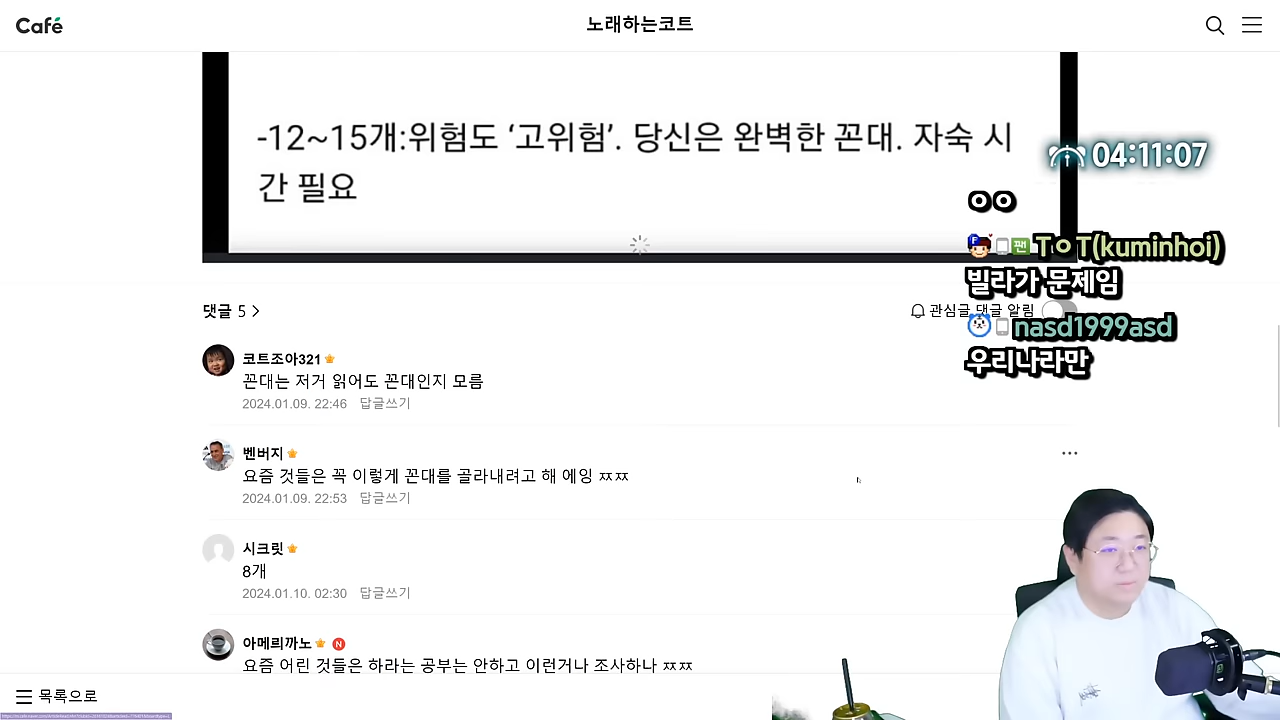 Café
노래하는코트
-12~15개:위험도 ‘고위험’. 당신은 완벽한 꼰대. 자숙 시
간 필요
04:11:07
ㅇㅇ
팬 TㅇT(kuminhoi)
빌라가 문제임
nasd1999asd
우리나라만
댓글 5
관심글 댓글 알림
코트조아321
꼰대는 저거 읽어도 꼰대인지 모름
2024.01.09. 22:46 답글쓰기
벤버지
요즘 것들은 꼭 이렇게 꼰대를 골라내려고 해 에잉 ㅉㅉ
2024.01.09. 22:53 답글쓰기
시크릿
8개
2024.01.10. 02:30 답글쓰기
아메리까노 N
요즘 어린 것들은 하라는 공부는 안하고 이런거나 조사하나 ㅉㅉ
목록으로